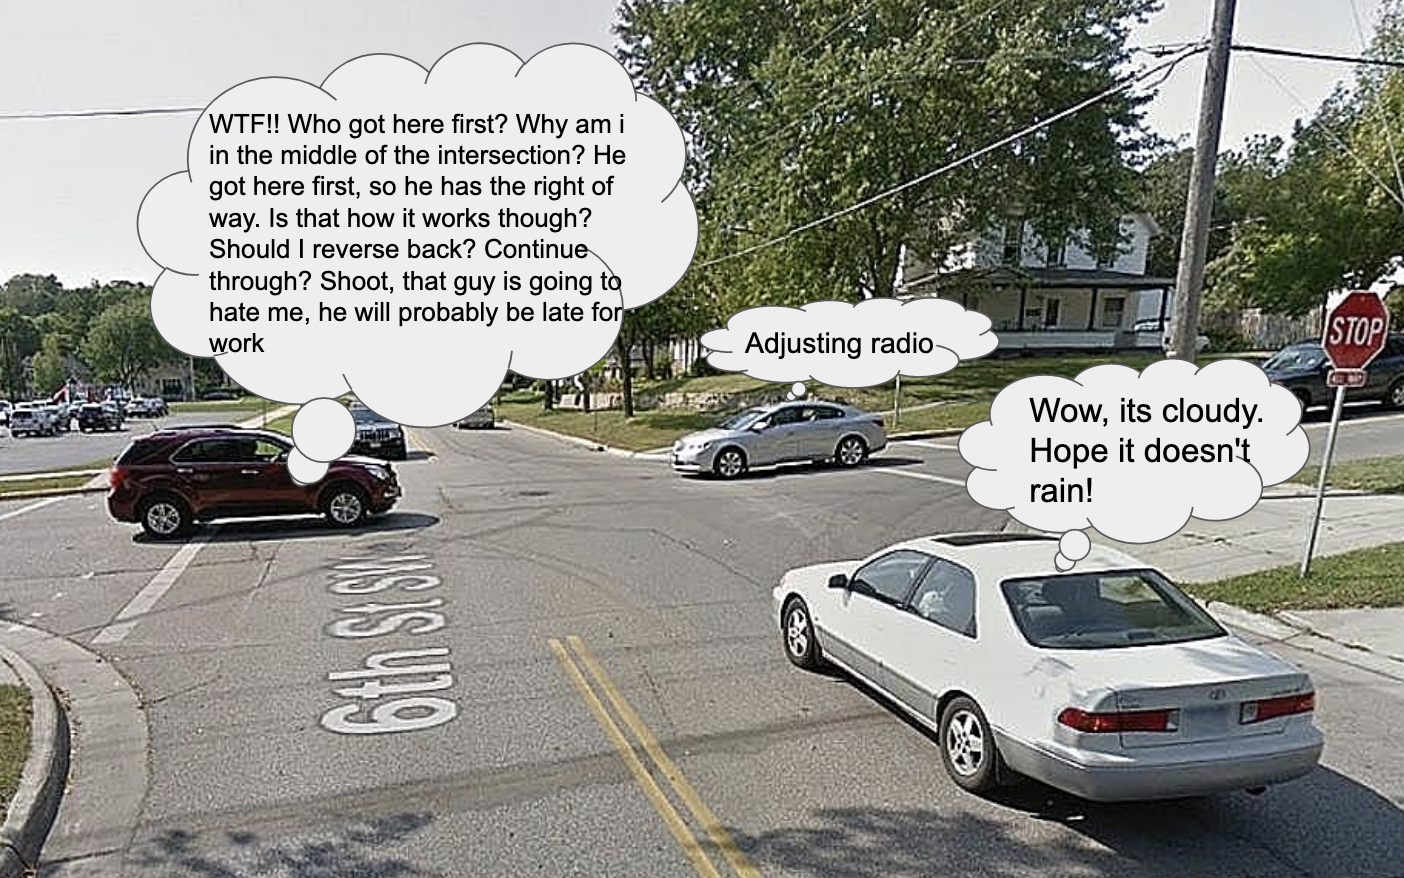 WTF!! Who got here first? Why am i
in the middle of the intersection? He
got here first, so he has the right of
way. Is that how it works though?
Should I reverse back? Continue
through? Shoot, that guy is going to
hate me, he will probably be late for
work
Adjusting radio
STOP
ALL WAY
Wow, its cloudy.
Hope it doesn't
rain!
6th St SW